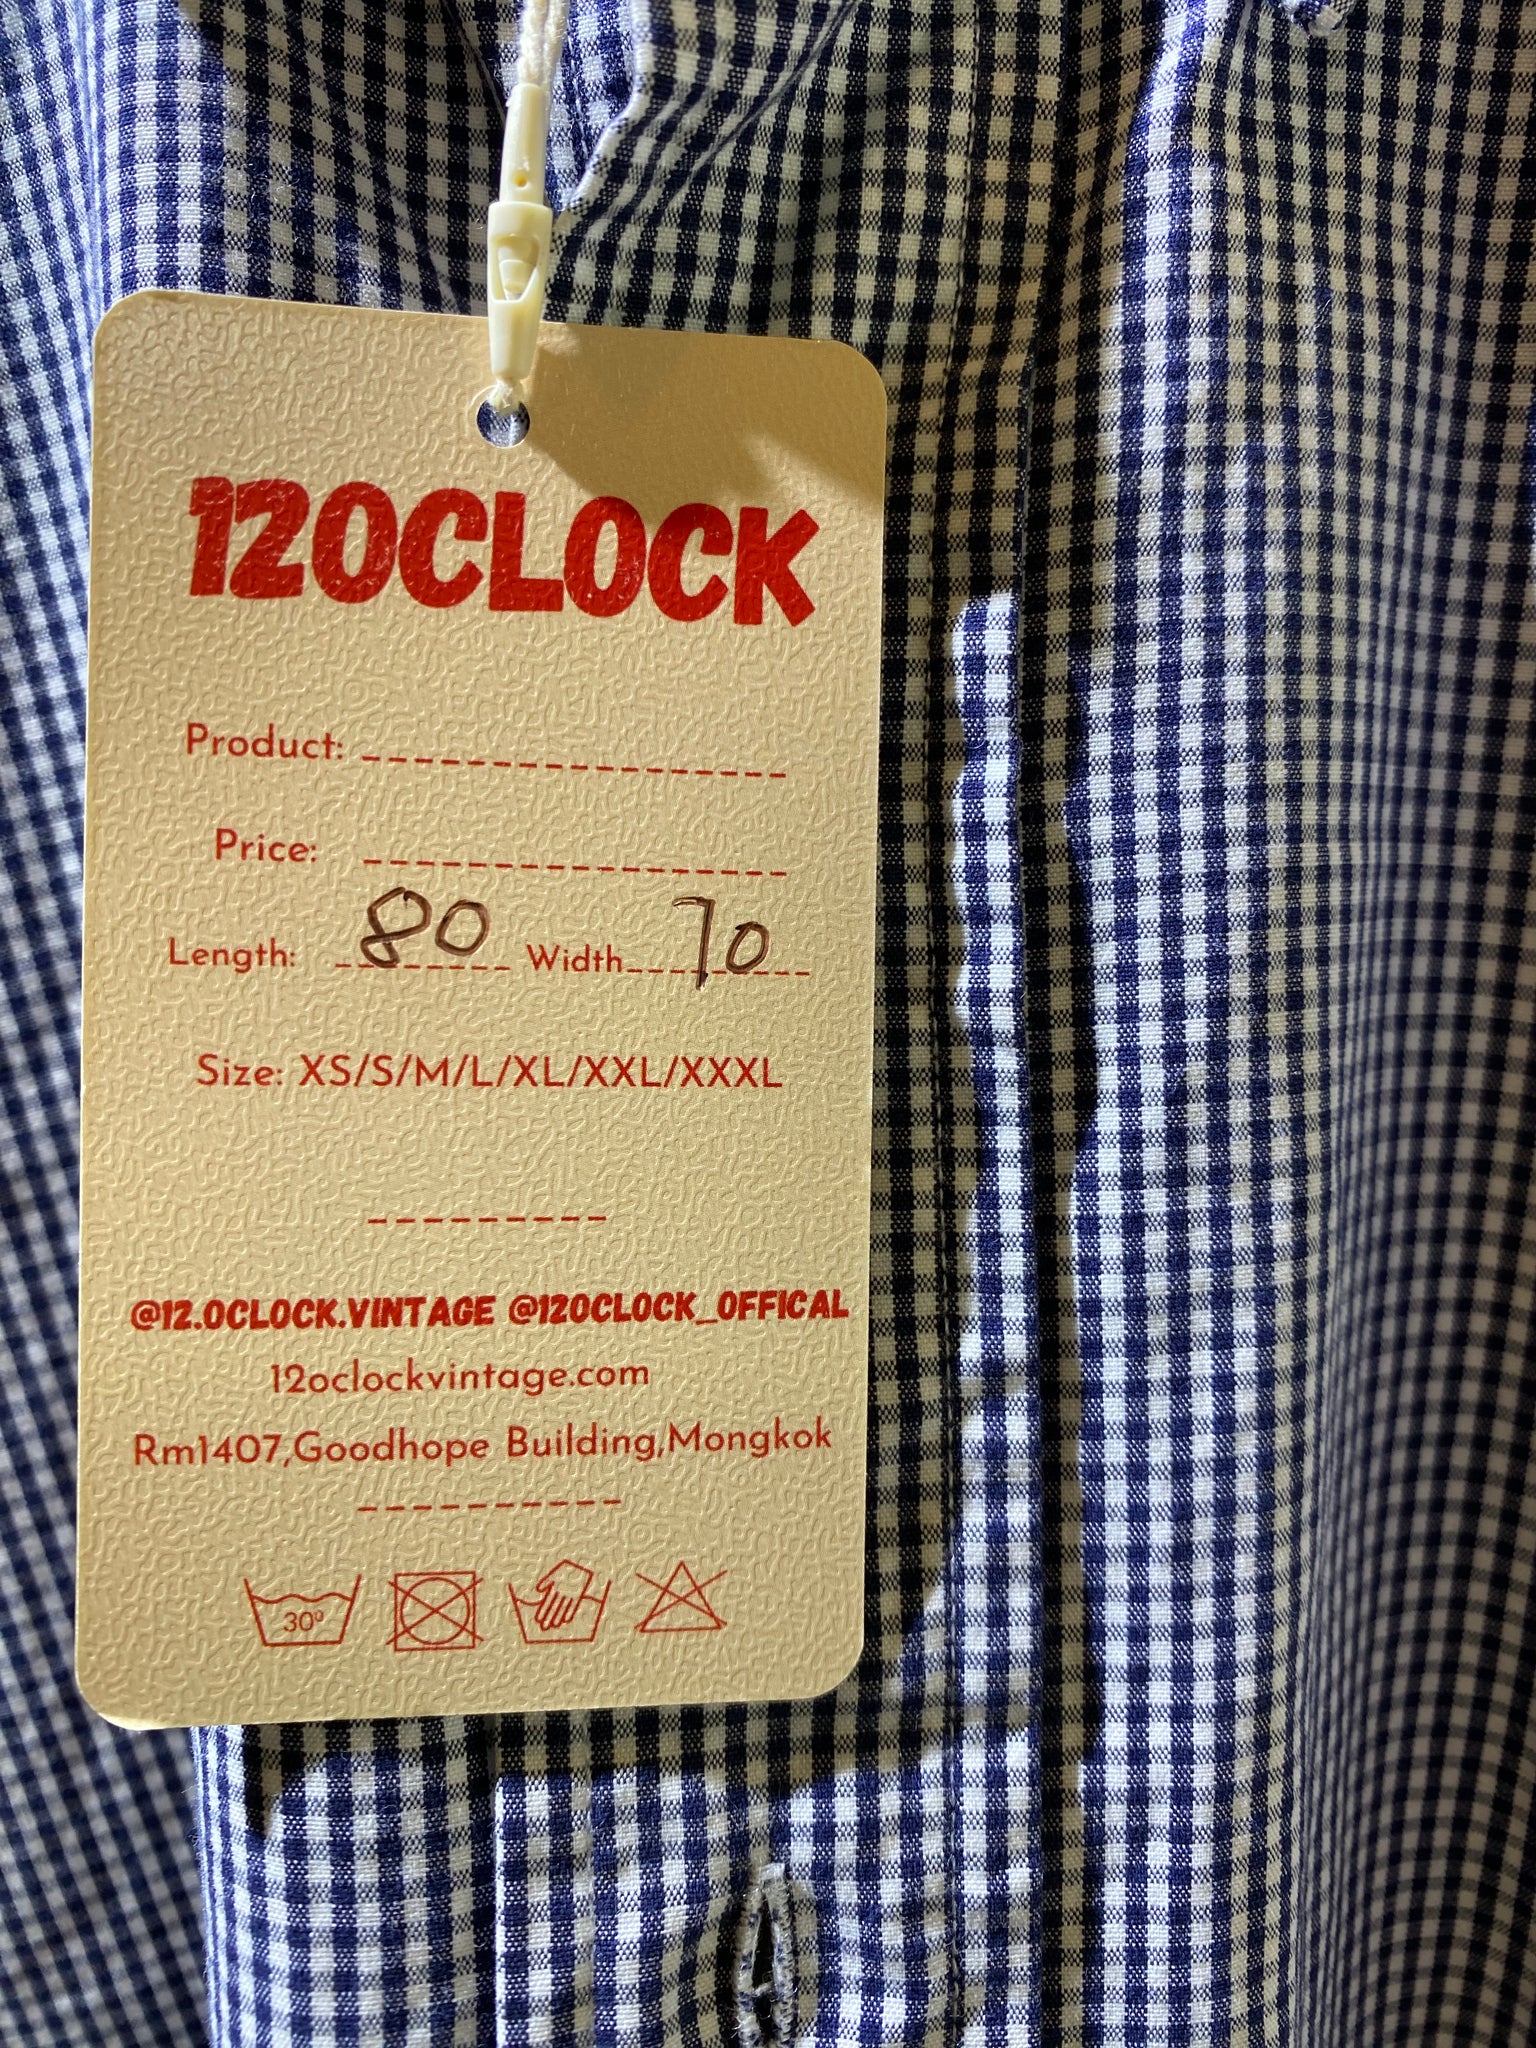 12OCLOCK
Product:
Price:
Length: 80 Width 70
Size: XS/S/M/L/XL/XXL/XXXL
@12.OCLOCK.VINTAGE @12OCLOCK_OFFICAL
12oclockvintage.com
Rm1407,Goodhope Building,Mongkok
30º